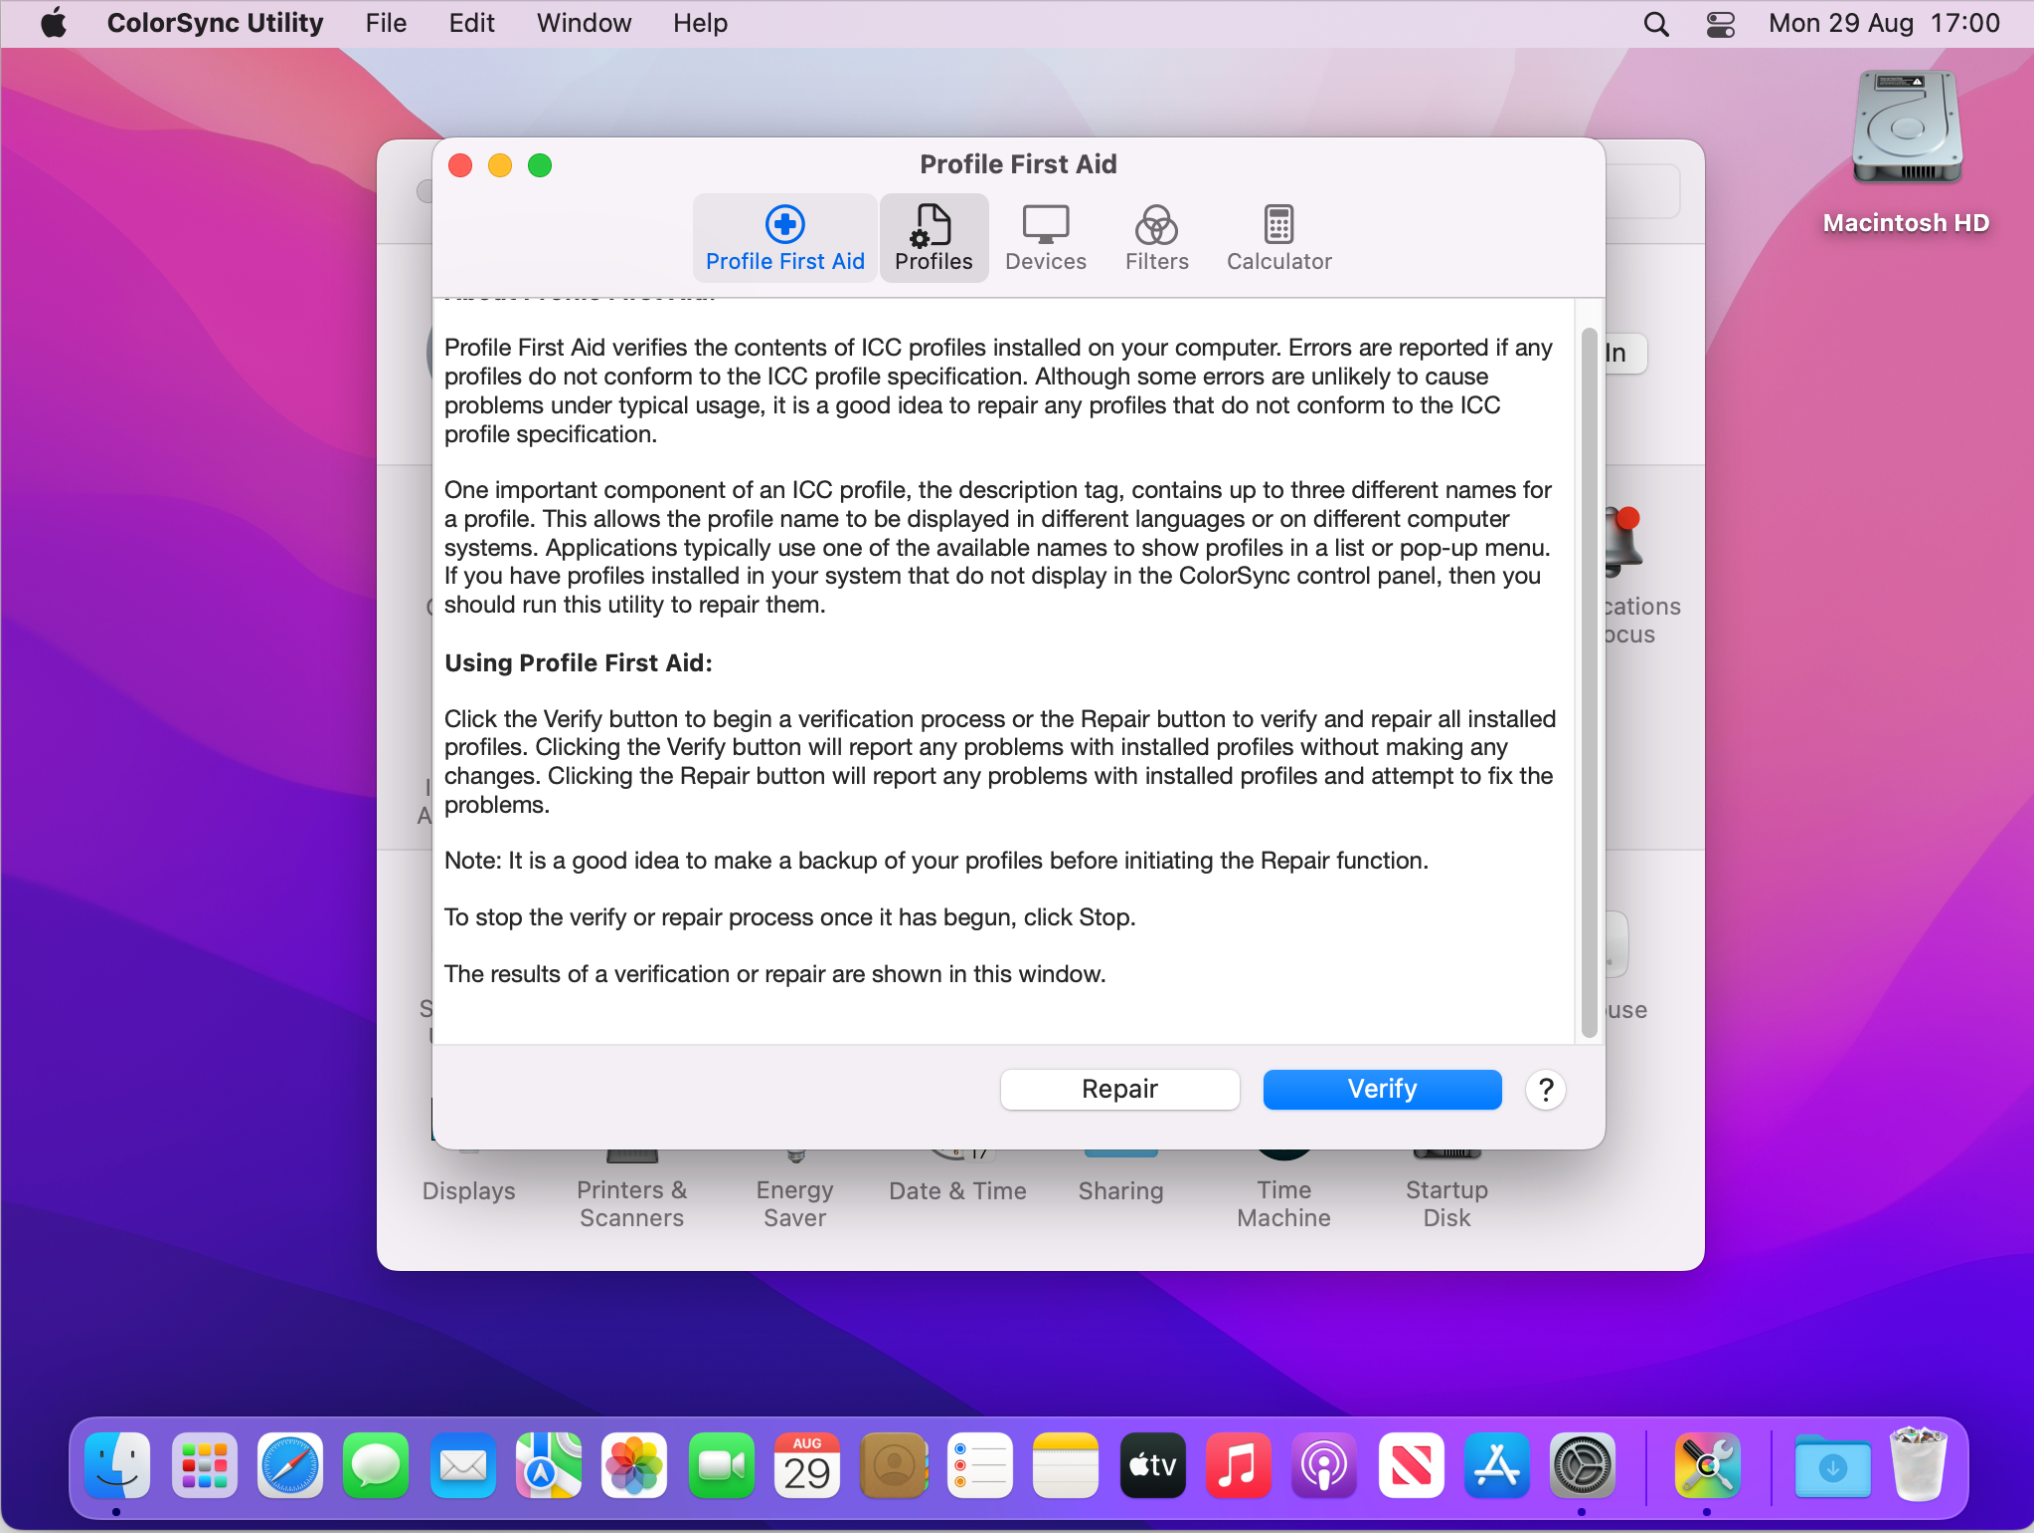 ColorSync Utility File Edit Window Help Mon 29 Aug 17:00
Macintosh HD
Profile First Aid
Profile First Aid Profiles Devices Filters Calculator
About Profile First Aid:
Profile First Aid verifies the contents of ICC profiles installed on your computer. Errors are reported if any
profiles do not conform to the ICC profile specification. Although some errors are unlikely to cause
problems under typical usage, it is a good idea to repair any profiles that do not conform to the ICC
profile specification.
One important component of an ICC profile, the description tag, contains up to three different names for
a profile. This allows the profile name to be displayed in different languages or on different computer
systems. Applications typically use one of the available names to show profiles in a list or pop-up menu.
If you have profiles installed in your system that do not display in the ColorSync control panel, then you
should run this utility to repair them.
Using Profile First Aid:
Click the Verify button to begin a verification process or the Repair button to verify and repair all installed
profiles. Clicking the Verify button will report any problems with installed profiles without making any
changes. Clicking the Repair button will report any problems with installed profiles and attempt to fix the
problems.
Note: It is a good idea to make a backup of your profiles before initiating the Repair function.
To stop the verify or repair process once it has begun, click Stop.
The results of a verification or repair are shown in this window.
Repair Verify ?
In
cations
ocus
use
17
Displays
Printers &
Scanners
Energy
Saver
Date & Time
Sharing
Time
Machine
Startup
Disk
AUG
29
tv